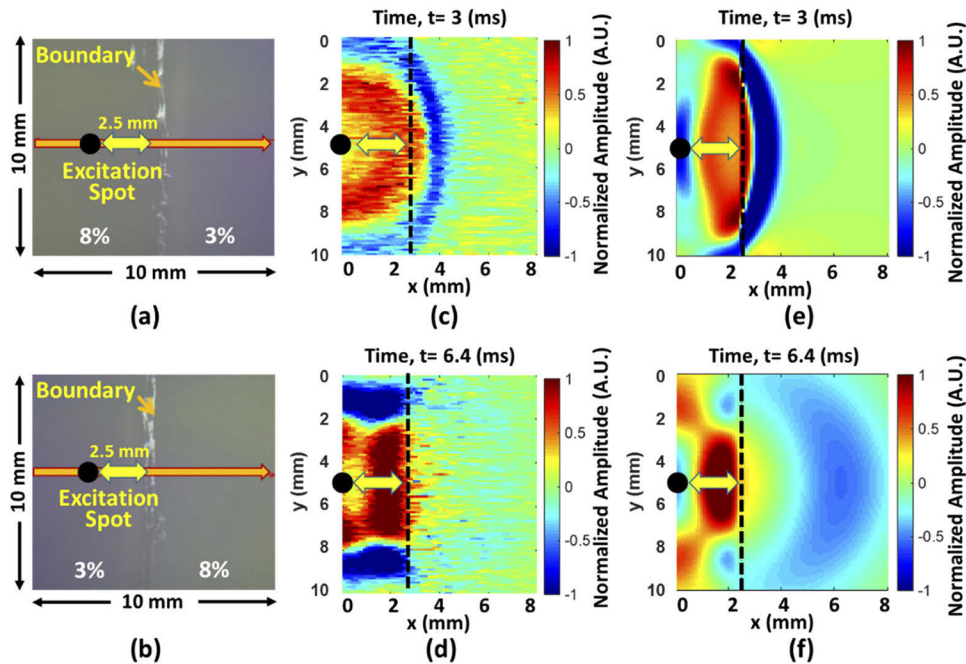 Boundary
2.5 mm
Excitation
Spot
8%
3%
10 mm
10 mm
(a)
Time, t= 3 (ms)
0
2
4
6
8
10
y (mm)
0
2
4
6
8
x (mm)
1
0.5
0
-0.5
-1
Normalized Amplitude (A.U.)
(c)
Time, t= 3 (ms)
0
2
4
6
8
10
y (mm)
0
2
4
6
8
x (mm)
1
0.5
0
-0.5
-1
Normalized Amplitude (A.U.)
(e)
Boundary
2.5 mm
Excitation
Spot
3%
8%
10 mm
10 mm
(b)
Time, t= 6.4 (ms)
0
2
4
6
8
10
y (mm)
0
2
4
6
8
x (mm)
1
0.5
0
-0.5
-1
Normalized Amplitude (A.U.)
(d)
Time, t= 6.4 (ms)
0
2
4
6
8
10
y (mm)
0
2
4
6
8
x (mm)
1
0.5
0
-0.5
-1
Normalized Amplitude (A.U.)
(f)